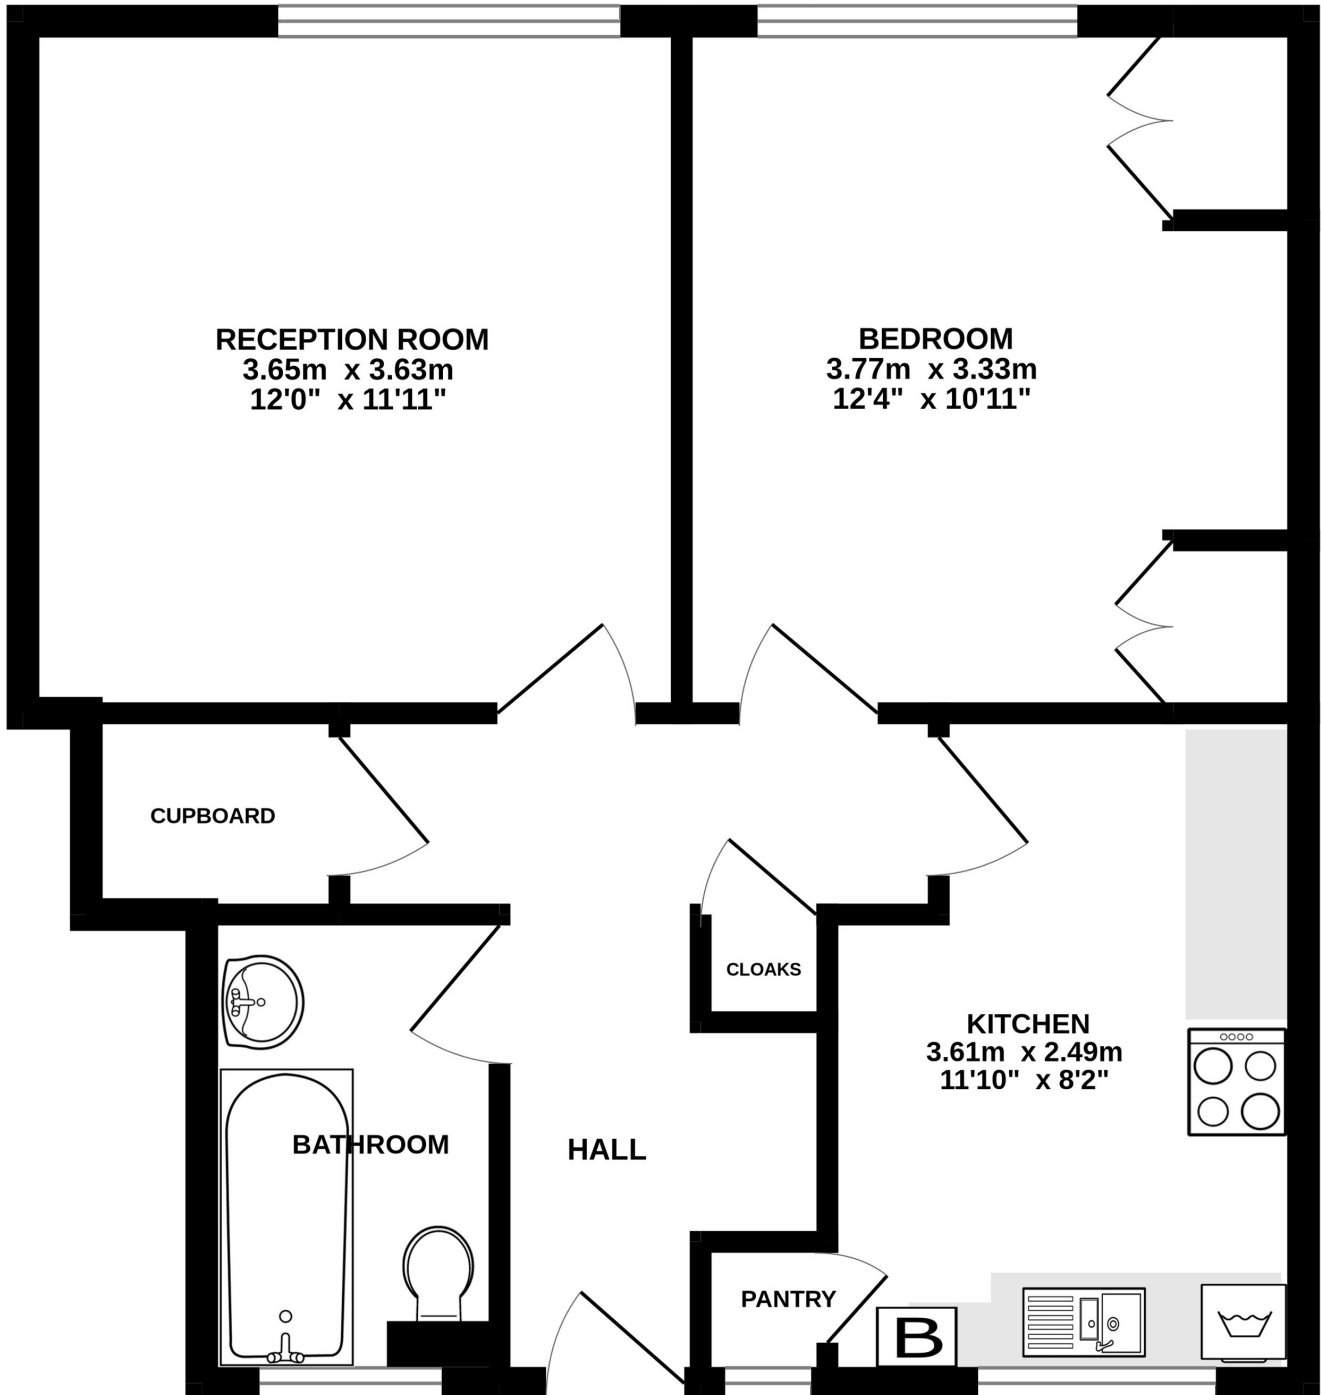 RECEPTION ROOM
3.65m x 3.63m
12'0" x 11'11"
BEDROOM
3.77m x 3.33m
12'4" x 10'11"
CUPBOARD
CLOAKS
KITCHEN
3.61m x 2.49m
11'10" x 8'2"
BATHROOM
HALL
PANTRY
B